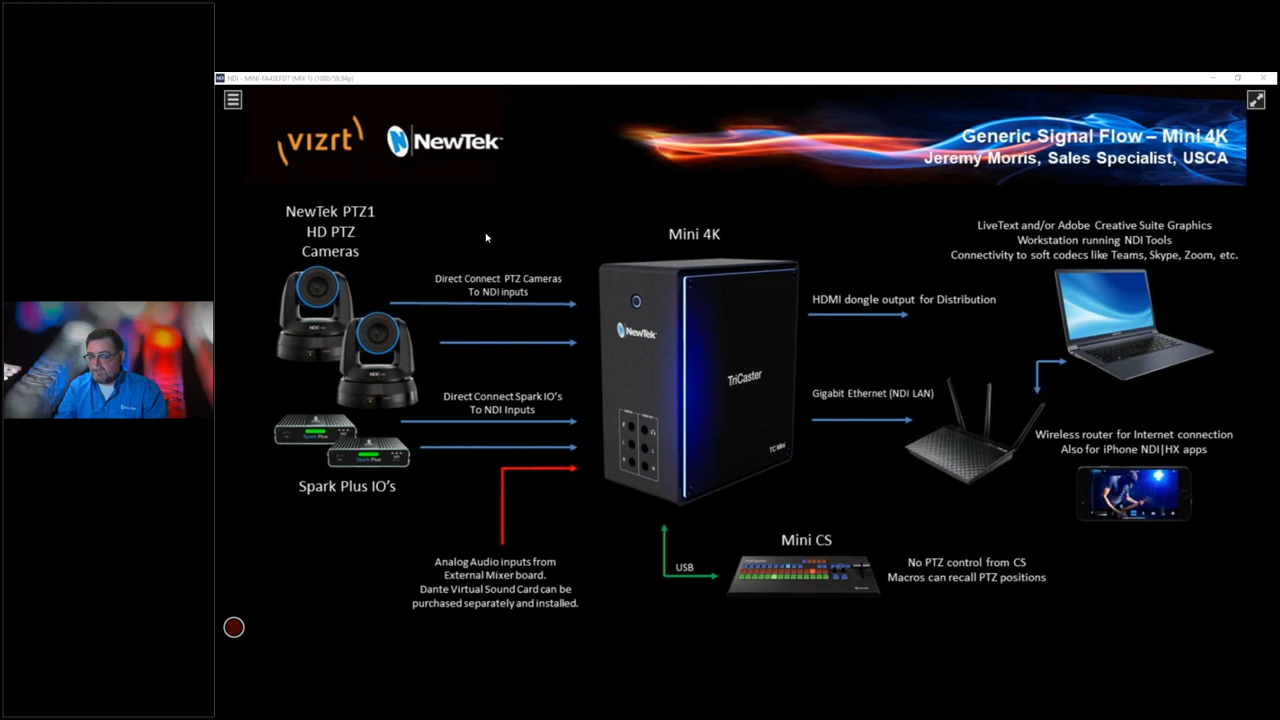 NDI - MINI-FA43EFD7 (MIX 1) (1080/59.94p)
vizrt
NewTek
Generic Signal Flow – Mini 4K
Jeremy Morris, Sales Specialist, USCA
NewTek PTZ1
HD PTZ
Cameras
Direct Connect PTZ Cameras
To NDI inputs
Direct Connect Spark IO's
To NDI Inputs
Spark Plus
Spark Plus
Spark Plus IO's
Analog Audio inputs from
External Mixer board.
Dante Virtual Sound Card can be
purchased separately and installed.
Mini 4K
NewTek
TriCaster
TC Mini
HDMI dongle output for Distribution
Gigabit Ethernet (NDI LAN)
LiveText and/or Adobe Creative Suite Graphics
Workstation running NDI Tools
Connectivity to soft codecs like Teams, Skype, Zoom, etc.
Wireless router for Internet connection
Also for iPhone NDI|HX apps
USB
Mini CS
No PTZ control from CS
Macros can recall PTZ positions